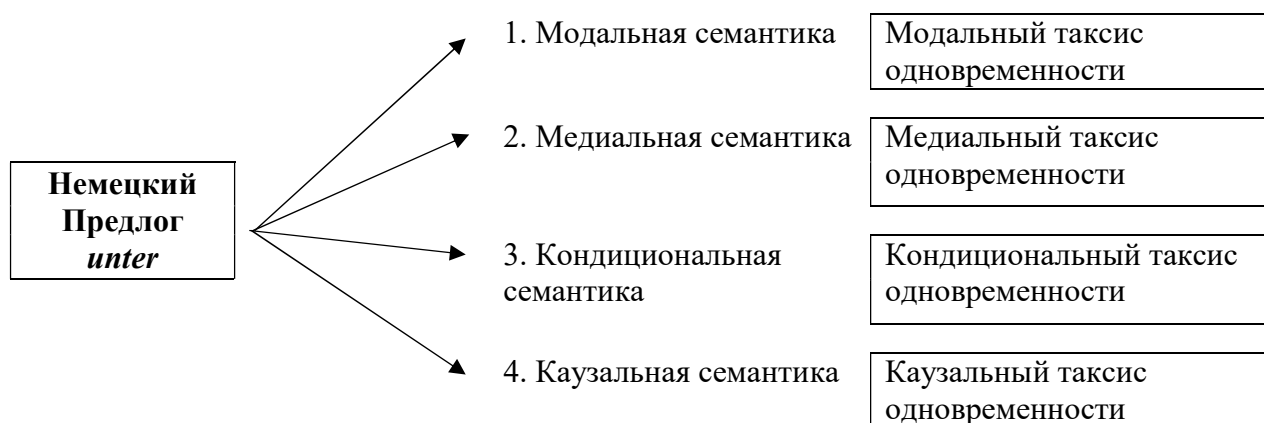 Немецкий
Предлог
unter
1. Модальная семантика
Модальный таксис
одновременности
2. Медиальная семантика
Медиальный таксис
одновременности
3. Кондициональная
семантика
Кондициональный таксис
одновременности
4. Каузальная семантика
Каузальный таксис
одновременности